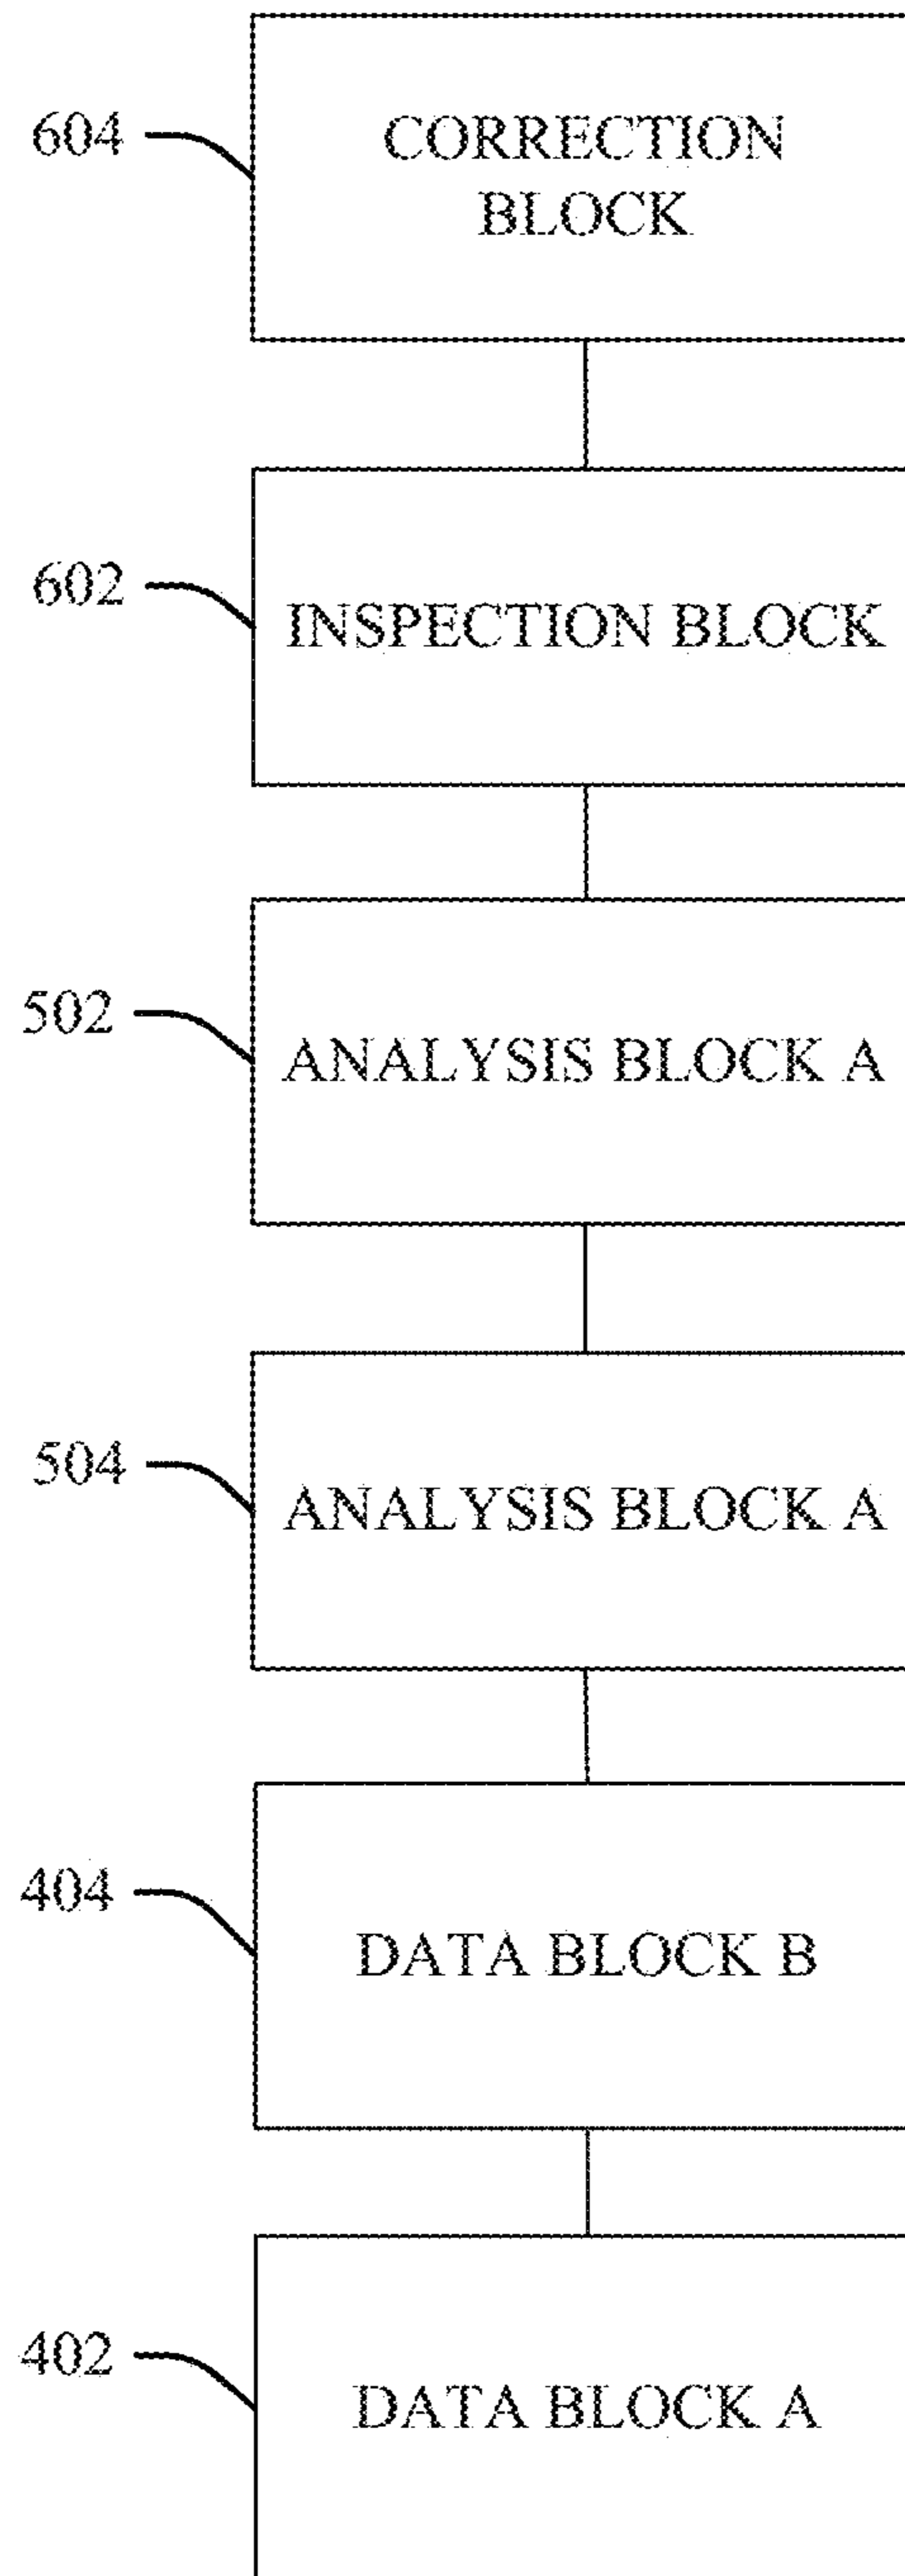 604
CORRECTION
BLOCK
602
INSPECTION BLOCK
502
ANALYSIS BLOCK A
504
ANALYSIS BLOCK A
404
DATA BLOCK B
402
DATA BLOCK A